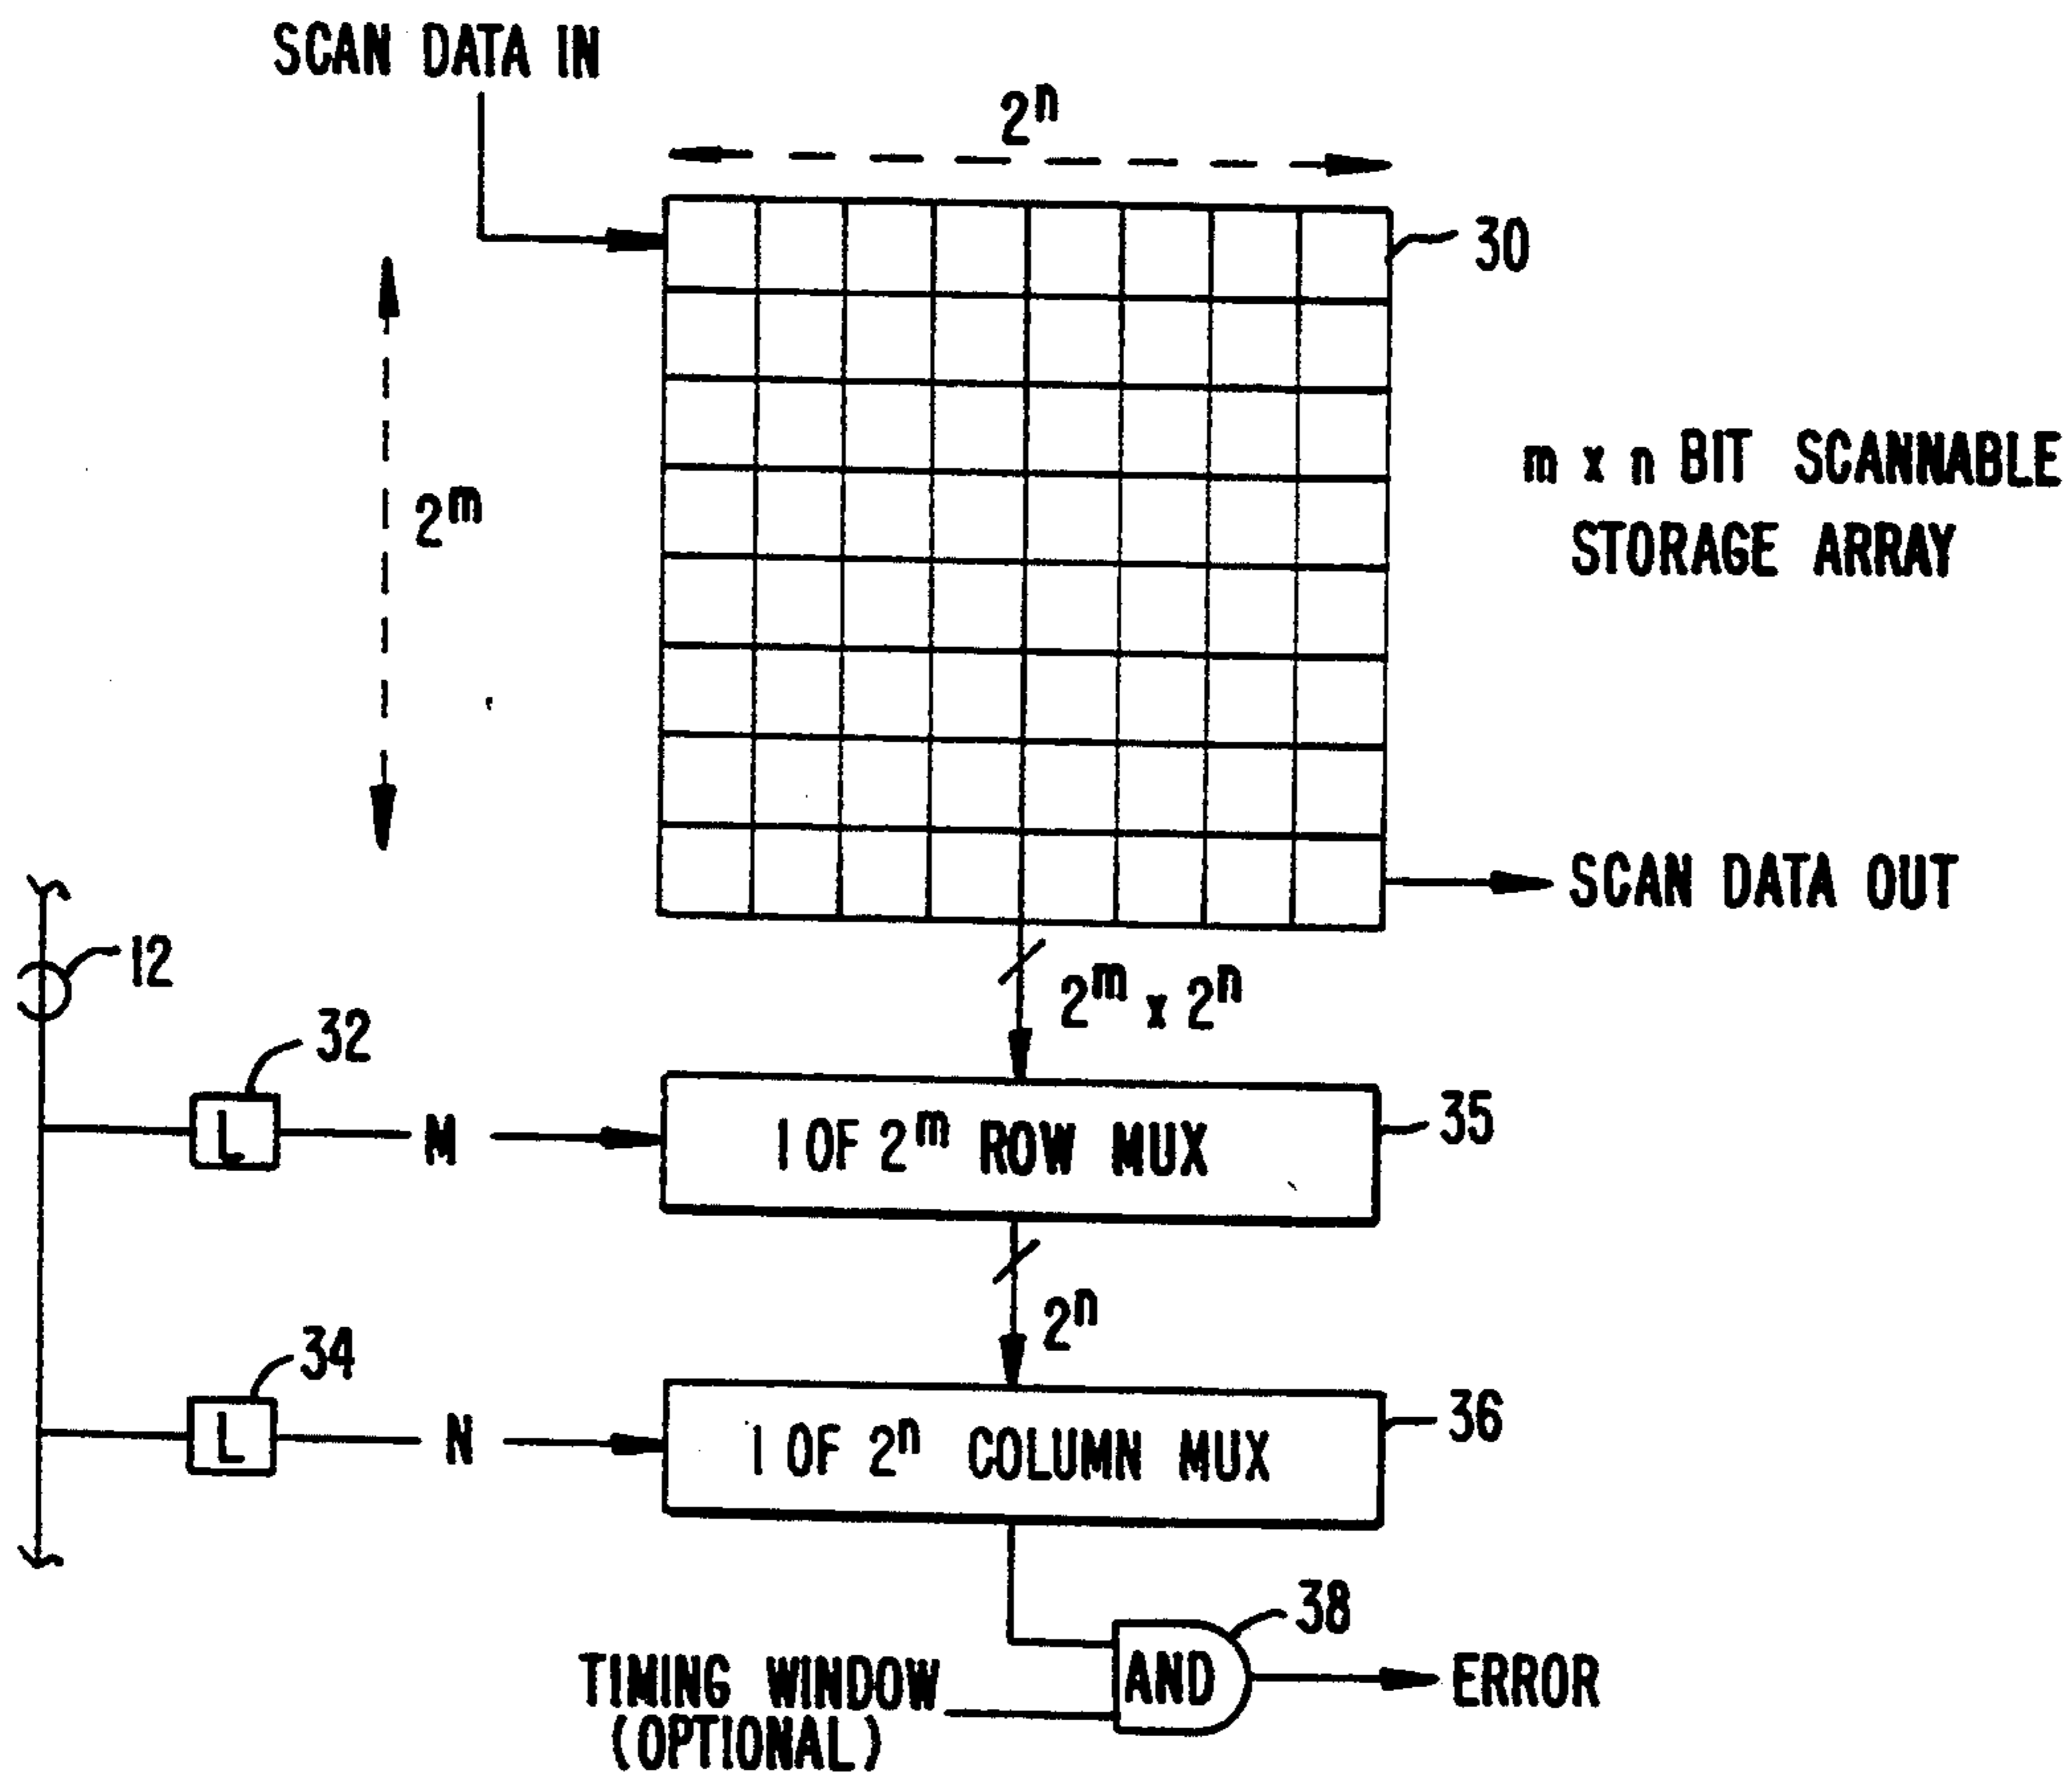 SCAN DATA IN
2ⁿ
30
2ᵐ
m x n BIT SCANNABLE
STORAGE ARRAY
SCAN DATA OUT
12
2ᵐ x 2ⁿ
32
L
M
1 OF 2ᵐ ROW MUX
35
2ⁿ
34
L
N
1 OF 2ⁿ COLUMN MUX
36
38
TIMING WINDOW
(OPTIONAL)
AND
ERROR